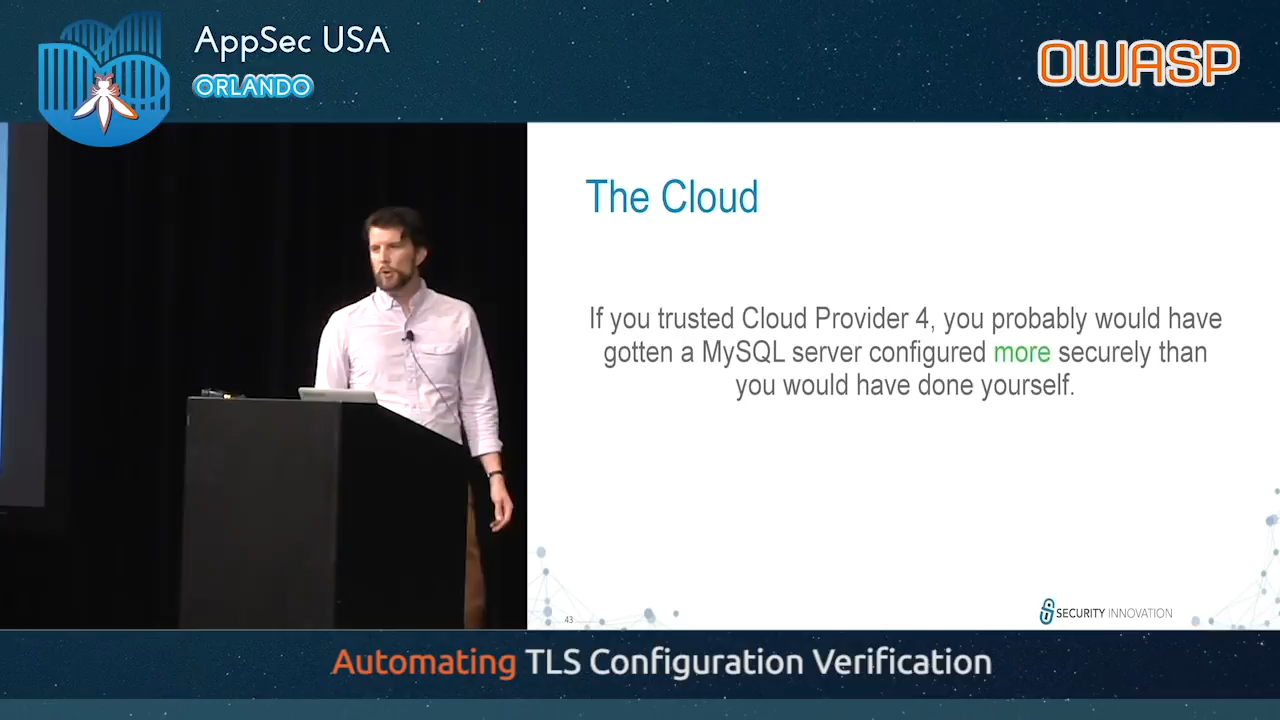 AppSec USA
ORLANDO
OWASP
The Cloud
If you trusted Cloud Provider 4, you probably would have
gotten a MySQL server configured more securely than
you would have done yourself.
43
SECURITY INNOVATION
Automating TLS Configuration Verification